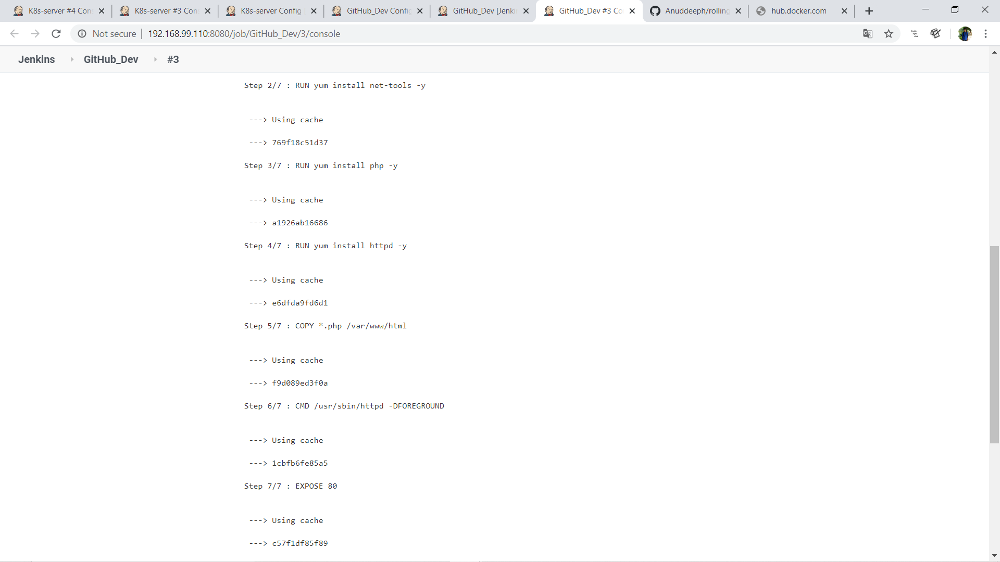 K8s-server #4 Con
K8s-server #3 Con
K8s-server Config
GitHub_Dev Config
GitHub_Dev [Jenki
GitHub_Dev #3 Co
Anuddeeph/rolling
hub.docker.com
Not secure
192.168.99.110:8080/job/GitHub_Dev/3/console
Jenkins
GitHub_Dev
#3
Step 2/7 : RUN yum install net-tools -y
---> Using cache
---> 769f18c51d37
Step 3/7 : RUN yum install php -y
---> Using cache
---> a1926ab16686
Step 4/7 : RUN yum install httpd -y
---> Using cache
---> e6dfda9fd6d1
Step 5/7 : COPY *.php /var/www/html
---> Using cache
---> f9d089ed3f0a
Step 6/7 : CMD /usr/sbin/httpd -DFOREGROUND
---> Using cache
---> 1cbfb6fe85a5
Step 7/7 : EXPOSE 80
---> Using cache
---> c57f1df85f89